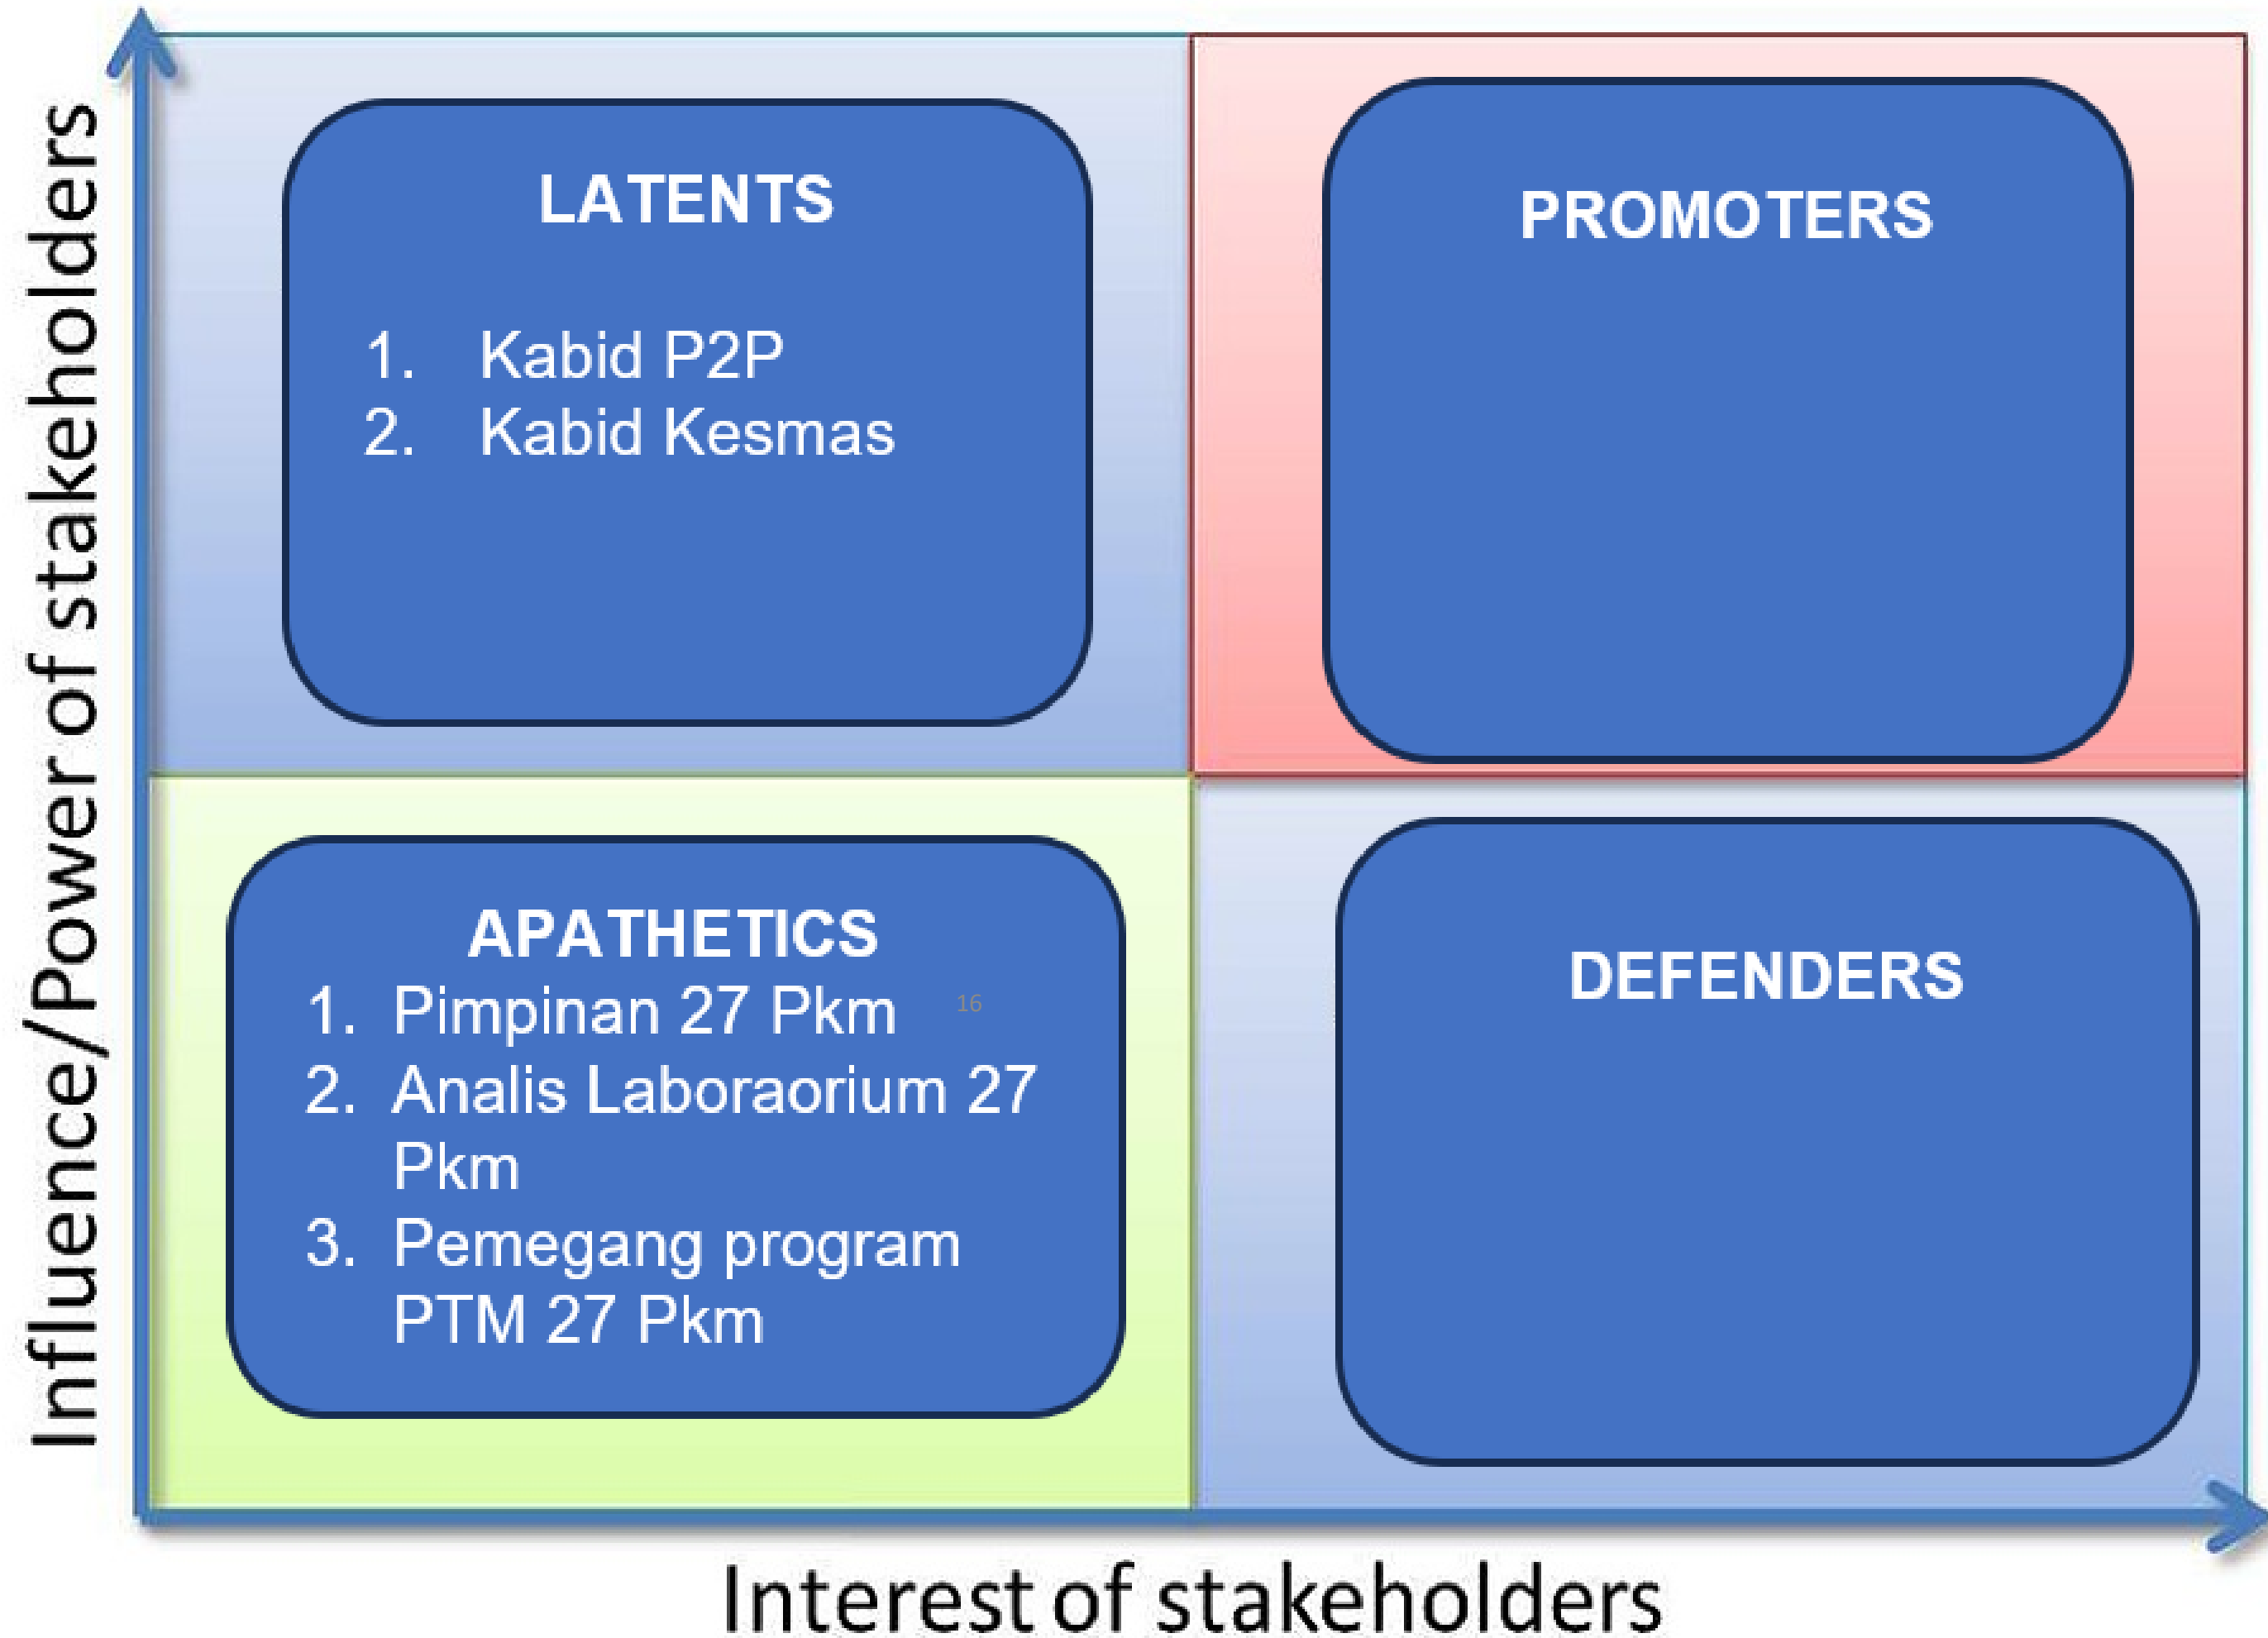 Influence/Power of stakeholders
LATENTS
1. Kabid P2P
2. Kabid Kesmas
PROMOTERS
APATHETICS
1. Pimpinan 27 Pkm
16
2. Analis Laboraorium 27
Pkm
3. Pemegang program
PTM 27 Pkm
DEFENDERS
Interest of stakeholders